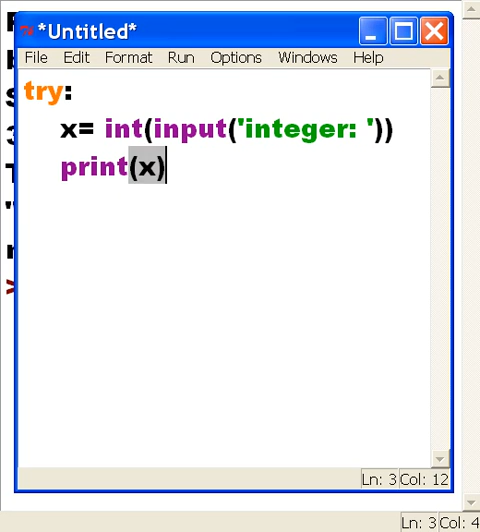 *Untitled*
File Edit Format Run Options Windows Help
try:
x= int(input('integer: '))
print(x)
Ln: 3 Col: 12
Ln: 3 Col: 4